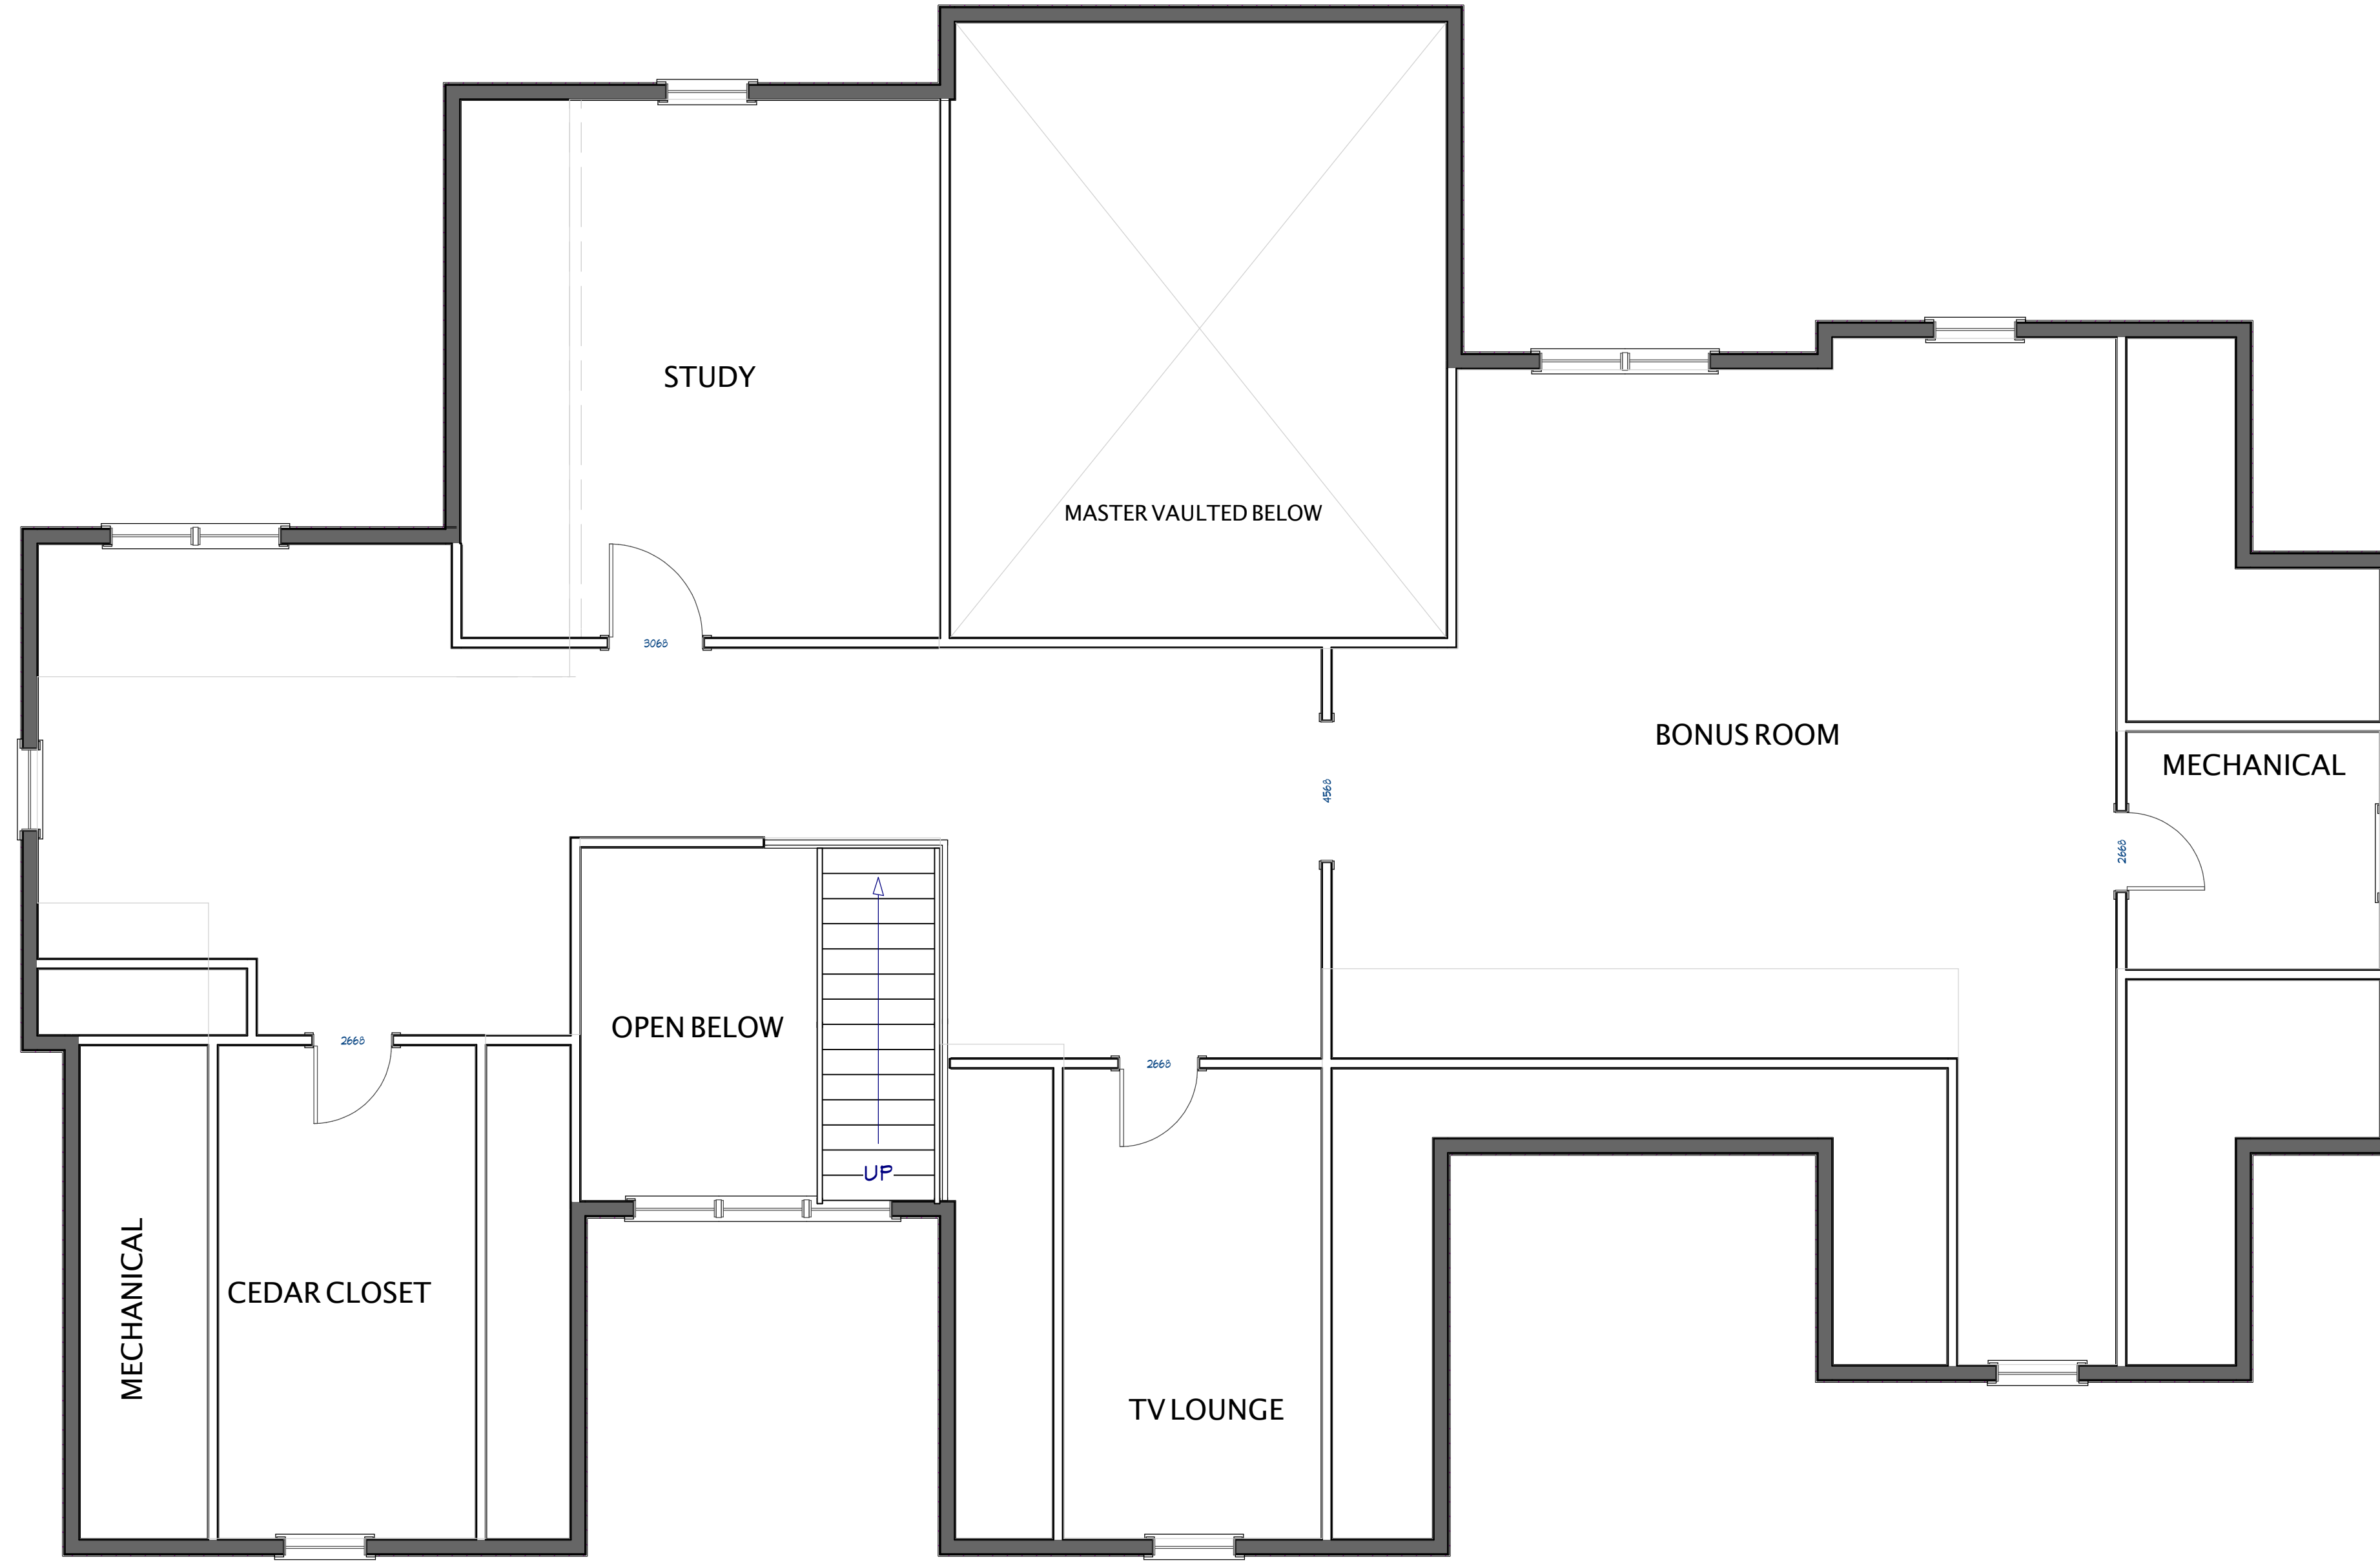 STUDY
MASTER VAULTED BELOW
3068
BONUS ROOM
MECHANICAL
4568
2668
OPEN BELOW
2668
2668
UP
MECHANICAL
CEDAR CLOSET
TV LOUNGE